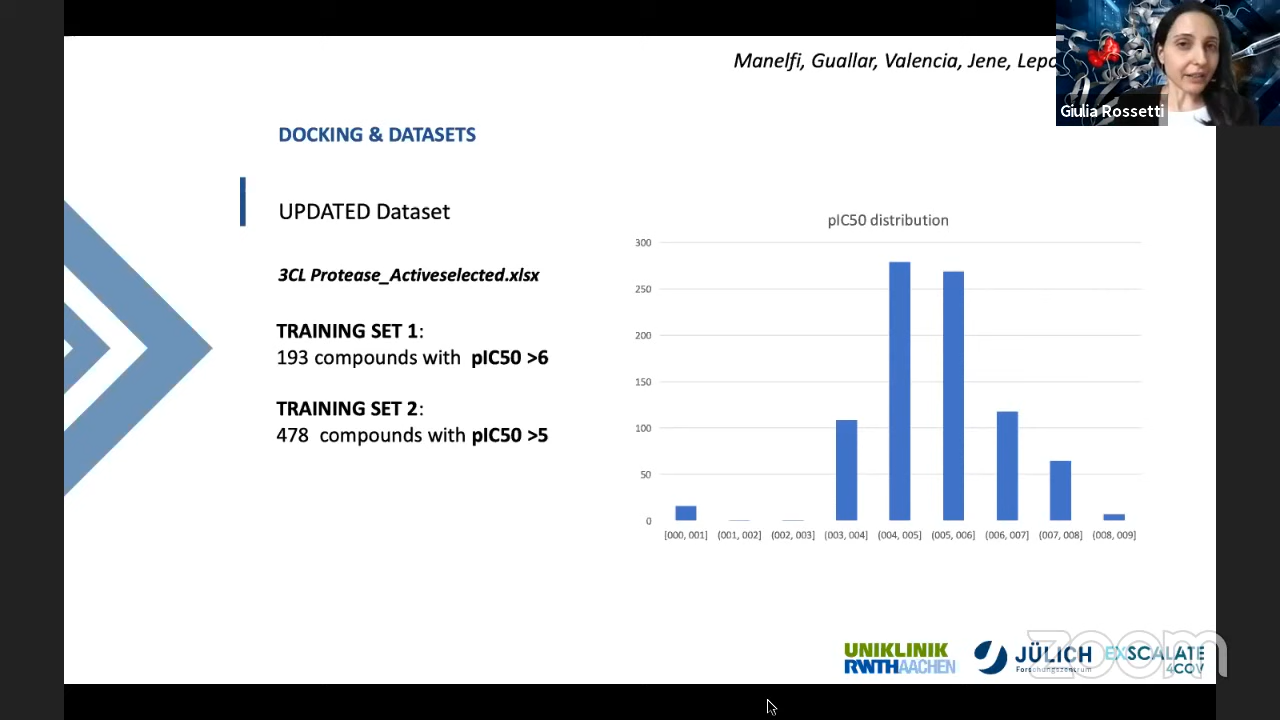 Manelfi, Guallar, Valencia, Jene, Lepo
Giulia Rossetti
DOCKING & DATASETS
UPDATED Dataset
3CL Protease_Activeselected.xlsx
TRAINING SET 1:
193 compounds with pIC50 >6
TRAINING SET 2:
478 compounds with pIC50 >5
pIC50 distribution
300
250
200
150
100
50
0
[000, 001] (001, 002] (002, 003] (003, 004] (004, 005] (005, 006] (006, 007] (007, 008] (008, 009]
UNIKLINIK
RWTHAACHEN
JÜLICH
Forschungszentrum
EXSCALATE
4COV
zoom